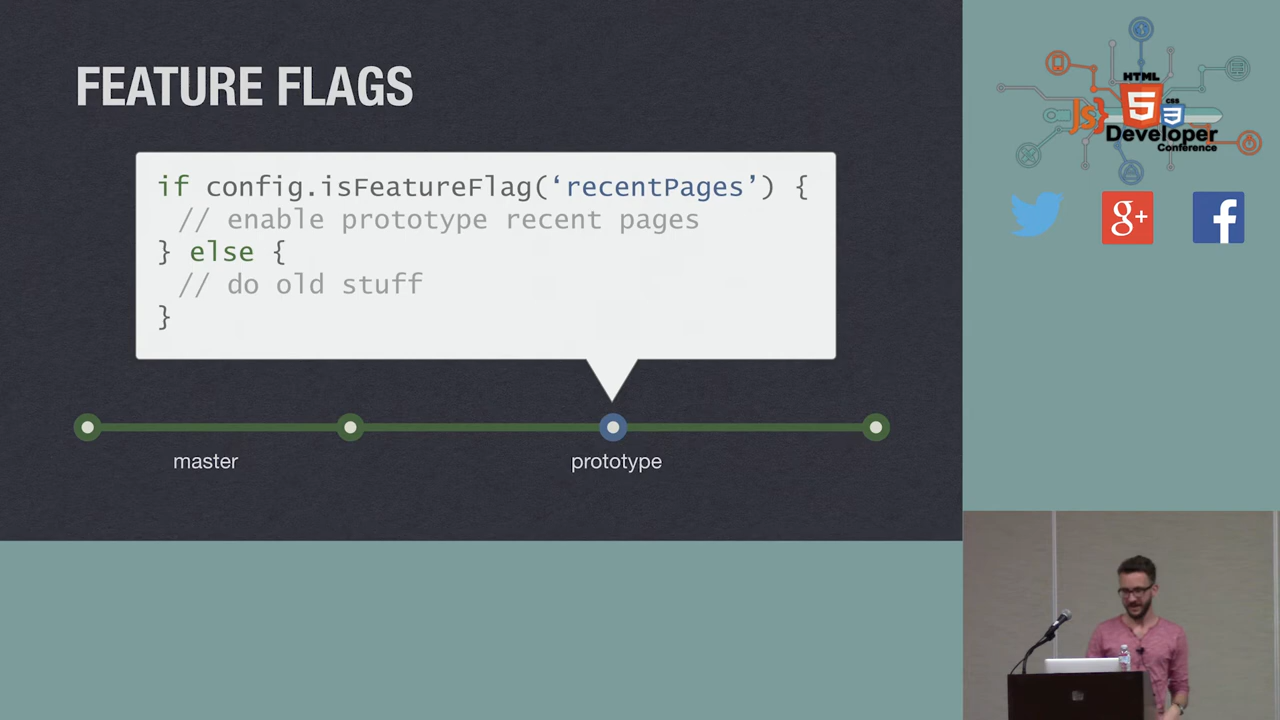 FEATURE FLAGS
if config.isFeatureFlag(‘recentPages’) {
// enable prototype recent pages
} else {
// do old stuff
}
master
prototype
HTML
5
JS}
CSS
3
Developer
Conference
g+
f